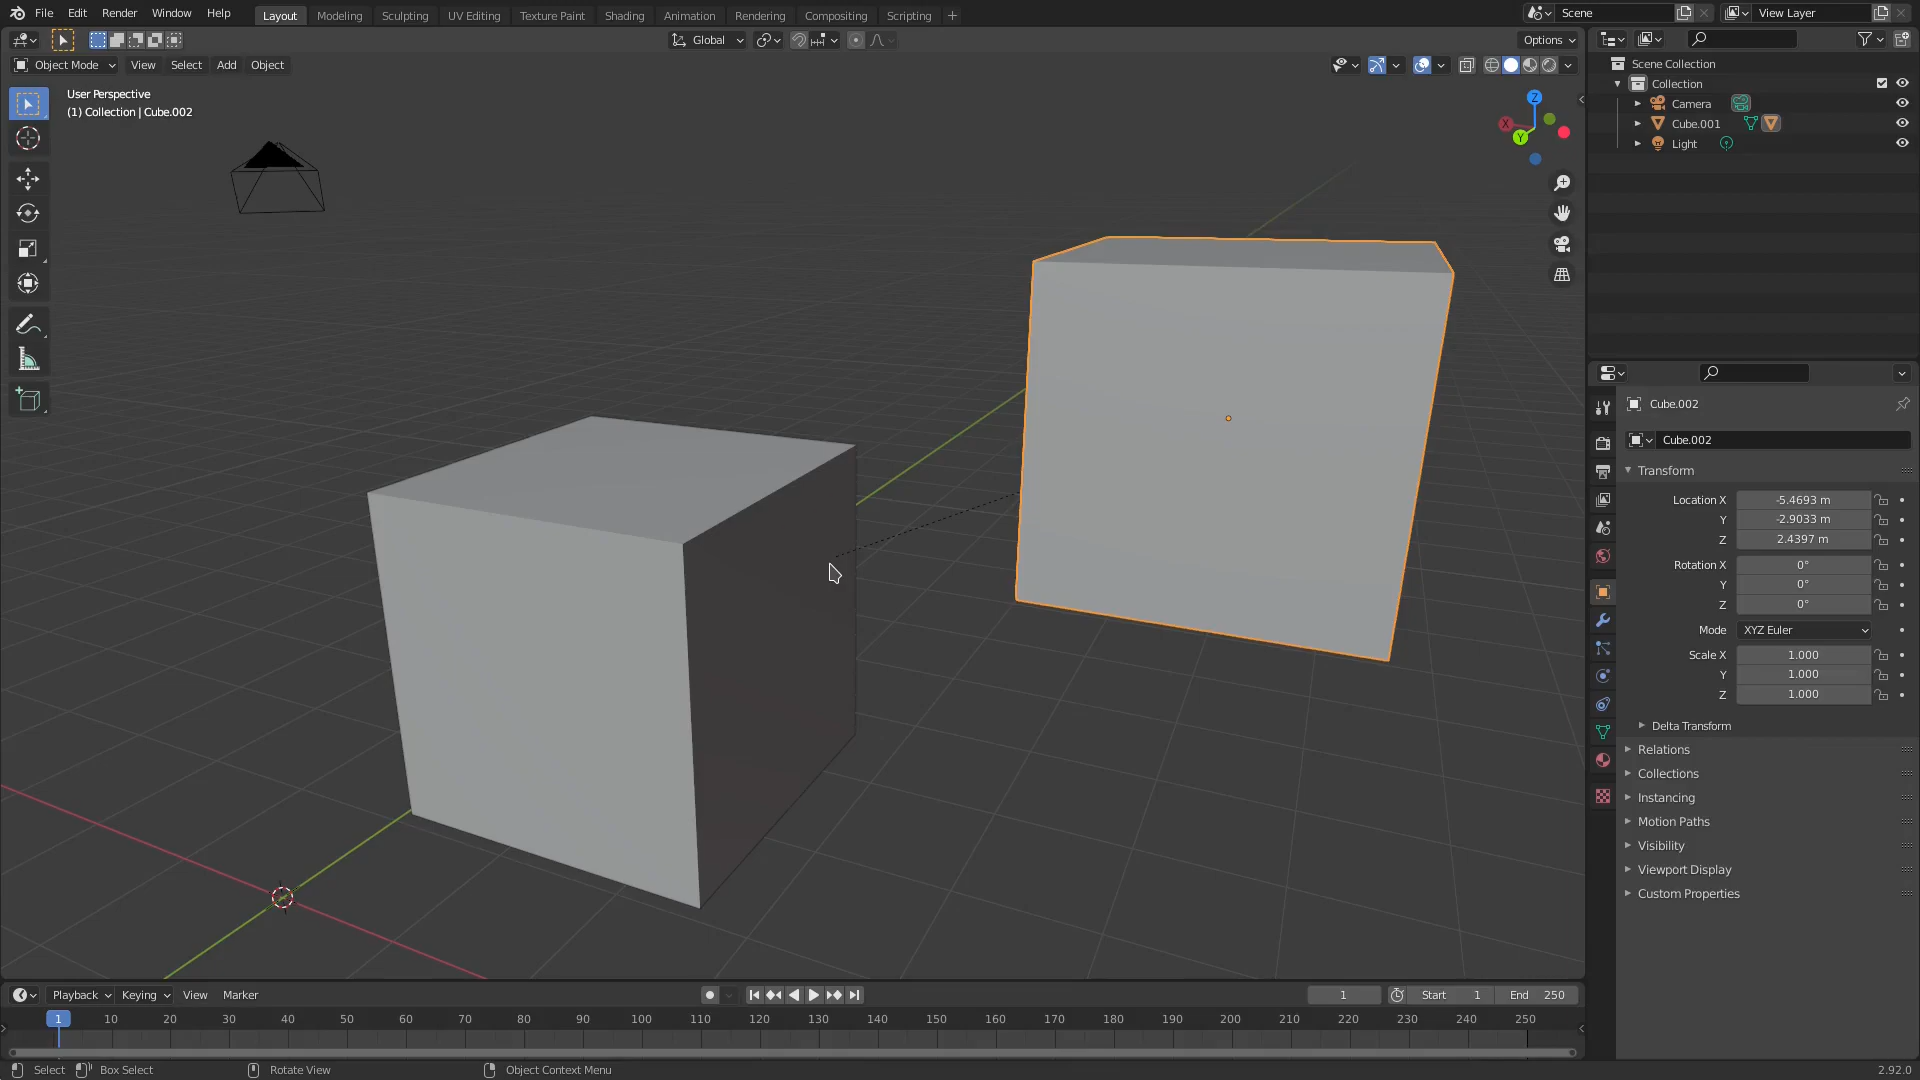 File Edit Render Window Help Layout Modeling Sculpting UV Editing Texture Paint Shading Animation Rendering Compositing Scripting + Scene View Layer
Global Options
Object Mode View Select Add Object
User Perspective
(1) Collection | Cube.002
Z
X
Y
Scene Collection
Collection
Camera
Cube.001
Light
Cube.002
Cube.002
Transform
Location X -5.4693 m
Y -2.9033 m
Z 2.4397 m
Rotation X 0°
Y 0°
Z 0°
Mode XYZ Euler
Scale X 1.000
Y 1.000
Z 1.000
Delta Transform
Relations
Collections
Instancing
Motion Paths
Visibility
Viewport Display
Custom Properties
Playback Keying View Marker 1 Start 1 End 250
1 10 20 30 40 50 60 70 80 90 100 110 120 130 140 150 160 170 180 190 200 210 220 230 240 250
Select Box Select Rotate View Object Context Menu 2.92.0